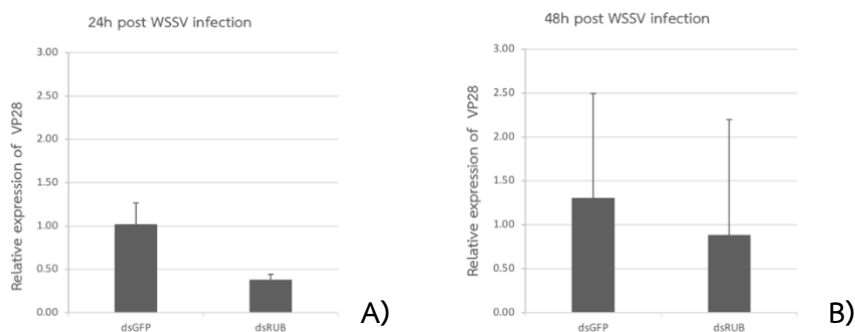 24h post WSSV infection
Relative expression of VP28
3.00
2.50
2.00
1.50
1.00
0.50
0.00
dsGFP
dsRUB
A)
48h post WSSV infection
Relative expression of VP28
3.00
2.50
2.00
1.50
1.00
0.50
0.00
dsGFP
dsRUB
B)